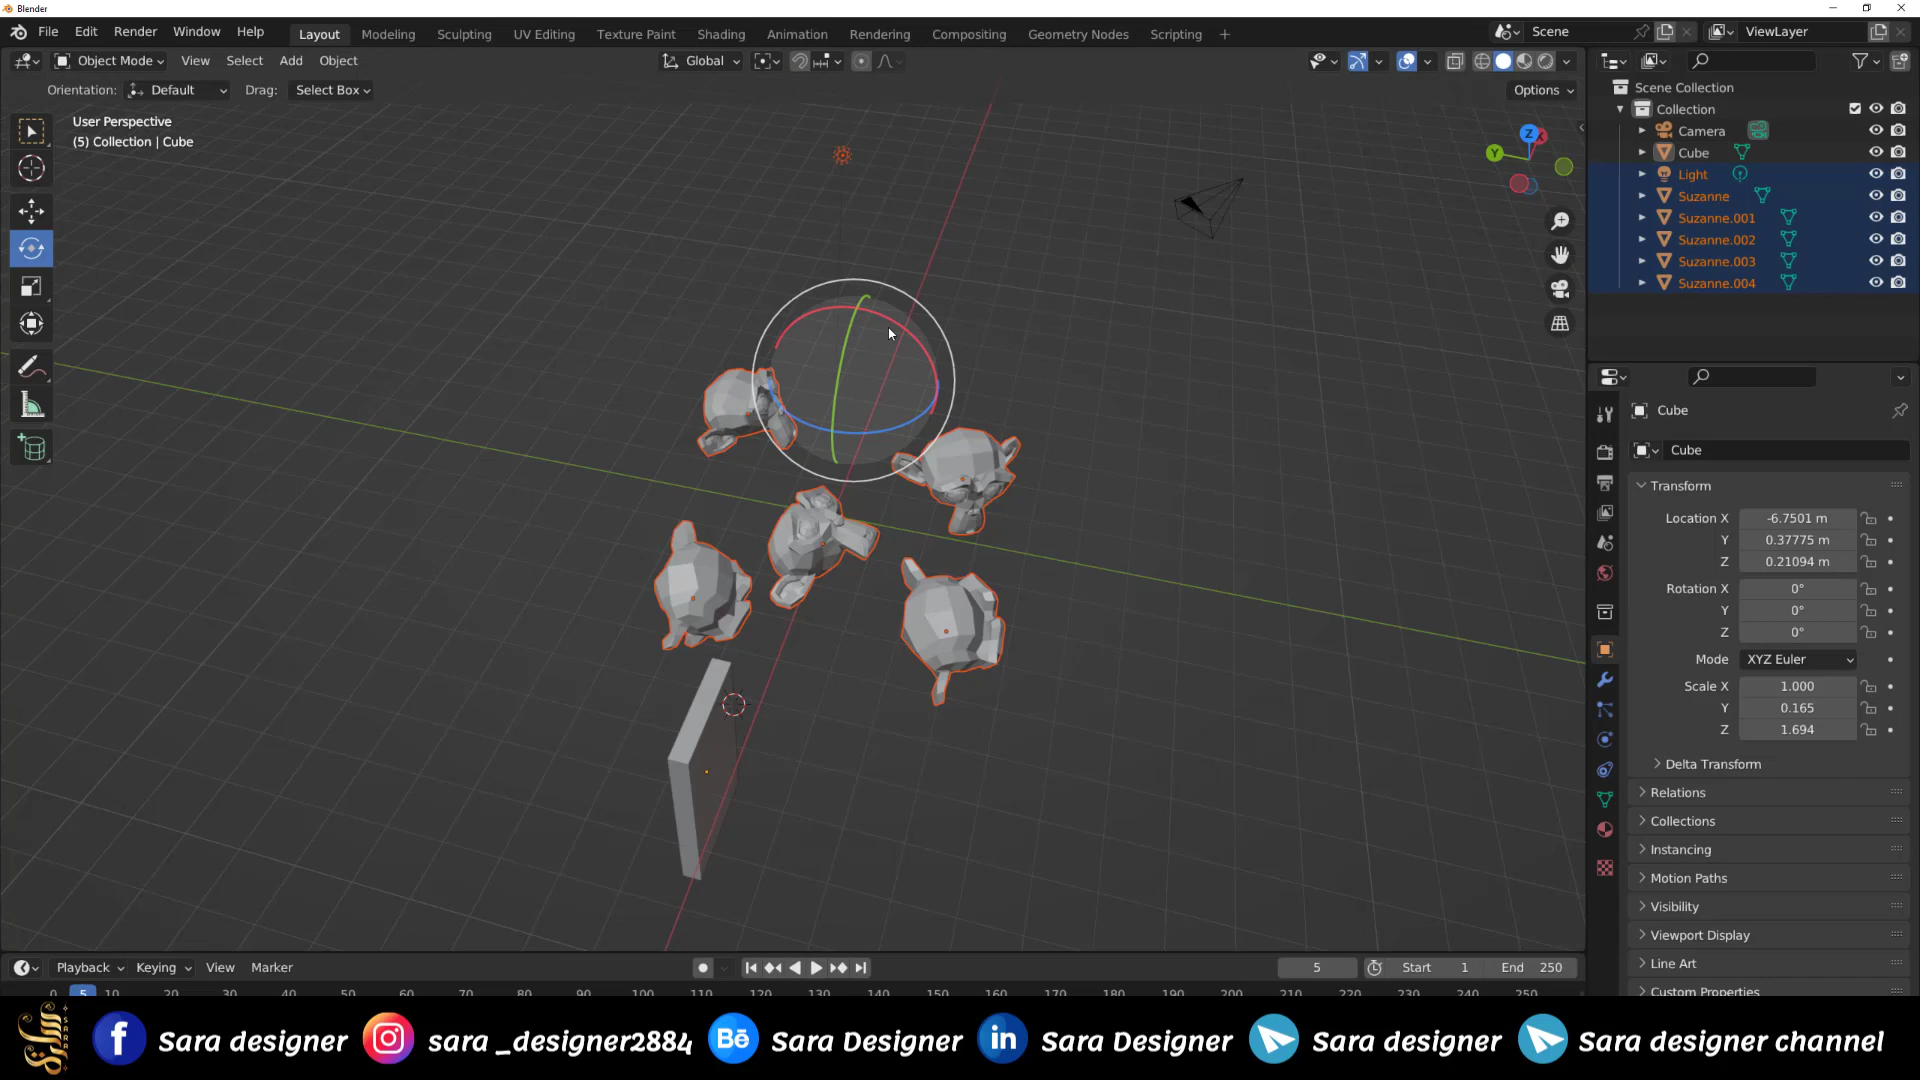 Blender
File Edit Render Window Help
Layout Modeling Sculpting UV Editing Texture Paint Shading Animation Rendering Compositing Geometry Nodes Scripting +
Scene
ViewLayer
Object Mode View Select Add Object
Global
Orientation: Default Drag: Select Box
Options
User Perspective
(5) Collection | Cube
Z
Y
X
Scene Collection
Collection
Camera
Cube
Light
Suzanne
Suzanne.001
Suzanne.002
Suzanne.003
Suzanne.004
Cube
Cube
Transform
Location X -6.7501 m
Y 0.37775 m
Z 0.21094 m
Rotation X 0°
Y 0°
Z 0°
Mode XYZ Euler
Scale X 1.000
Y 0.165
Z 1.694
Delta Transform
Relations
Collections
Instancing
Motion Paths
Visibility
Viewport Display
Line Art
Custom Properties
Playback Keying View Marker
5 Start 1 End 250
0 5 10 20 30 40 50 60 70 80 90 100 110 120 130 140 150 160 170 180 190 200 210 220 230 240 250
Sara designer
sara _designer2884
Bē Sara Designer
in Sara Designer
Sara designer
Sara designer channel